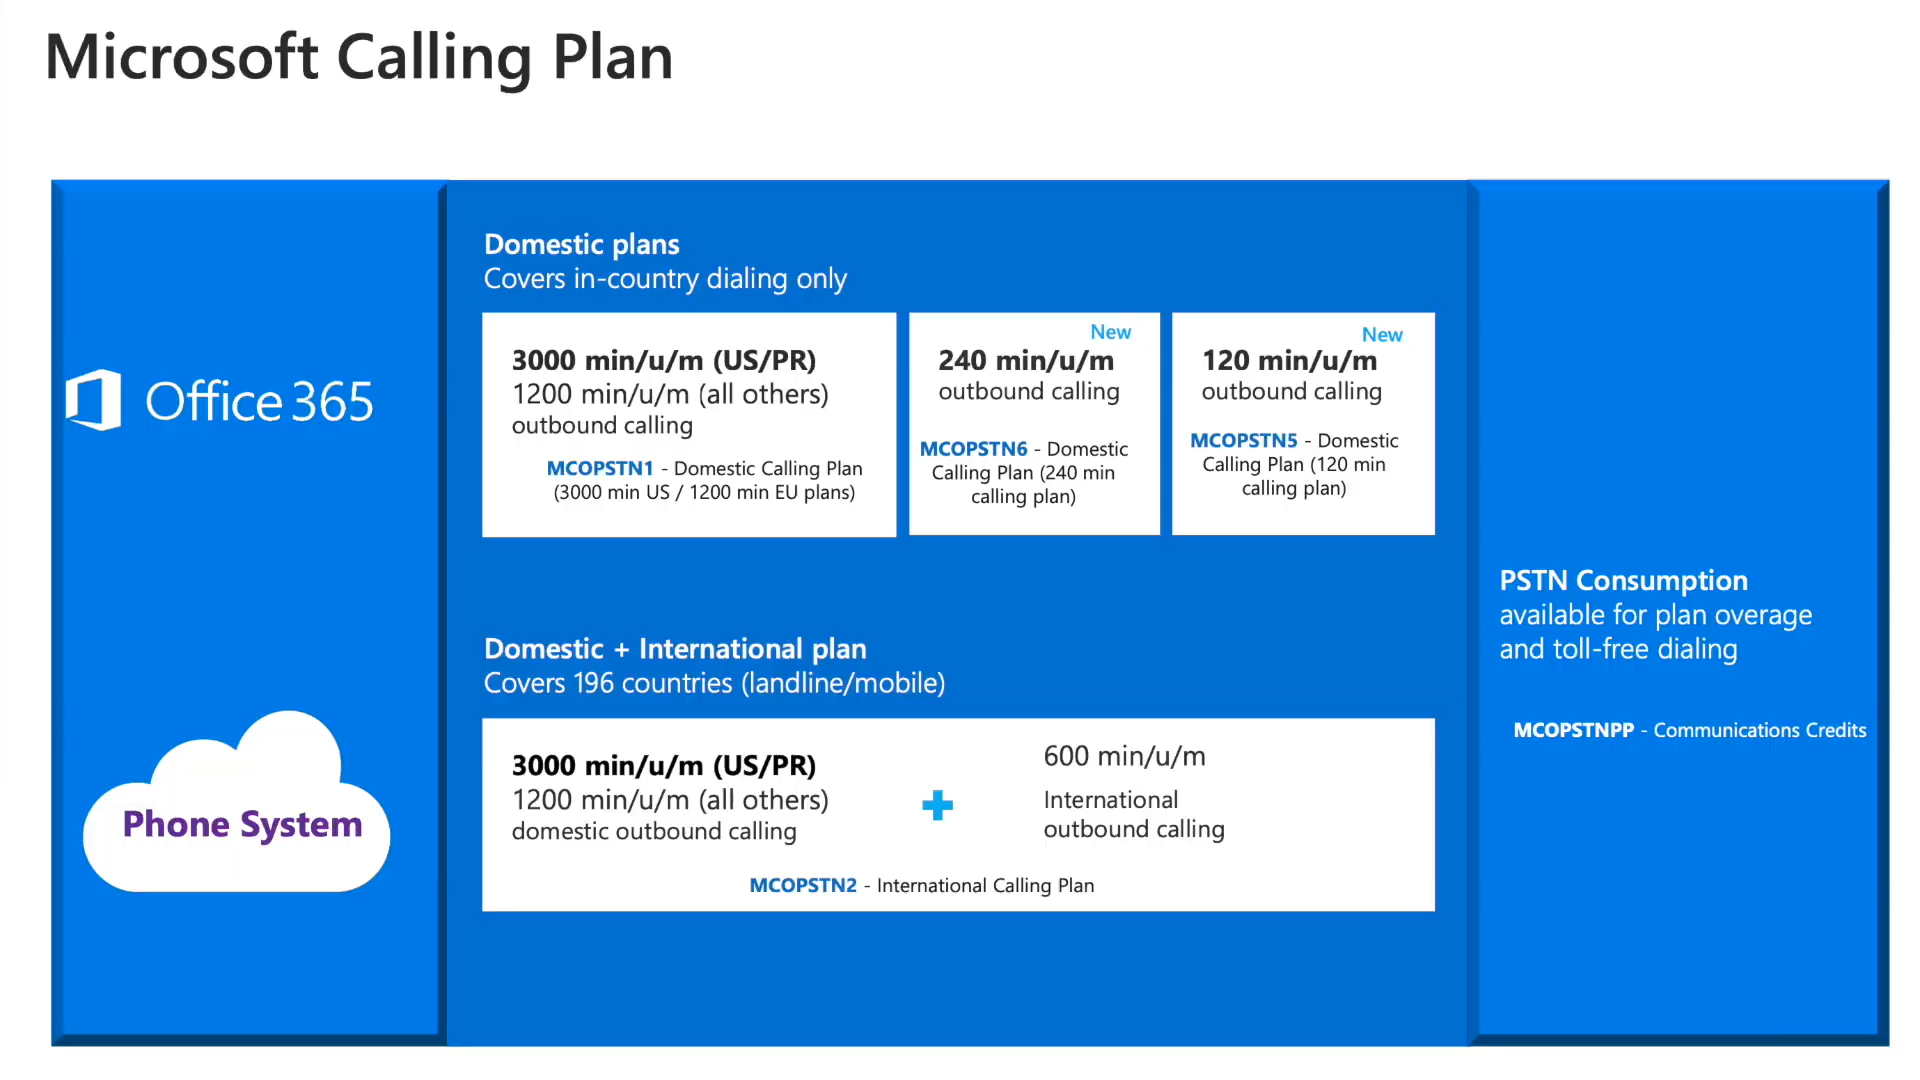 Microsoft Calling Plan
Office 365
Phone System
Domestic plans
Covers in-country dialing only
3000 min/u/m (US/PR)
1200 min/u/m (all others)
outbound calling
MCOPSTN1 - Domestic Calling Plan
(3000 min US / 1200 min EU plans)
New
240 min/u/m
outbound calling
MCOPSTN6 - Domestic
Calling Plan (240 min
calling plan)
New
120 min/u/m
outbound calling
MCOPSTN5 - Domestic
Calling Plan (120 min
calling plan)
Domestic + International plan
Covers 196 countries (landline/mobile)
3000 min/u/m (US/PR)
1200 min/u/m (all others)
domestic outbound calling
600 min/u/m
International
outbound calling
MCOPSTN2 - International Calling Plan
PSTN Consumption
available for plan overage
and toll-free dialing
MCOPSTNPP - Communications Credits